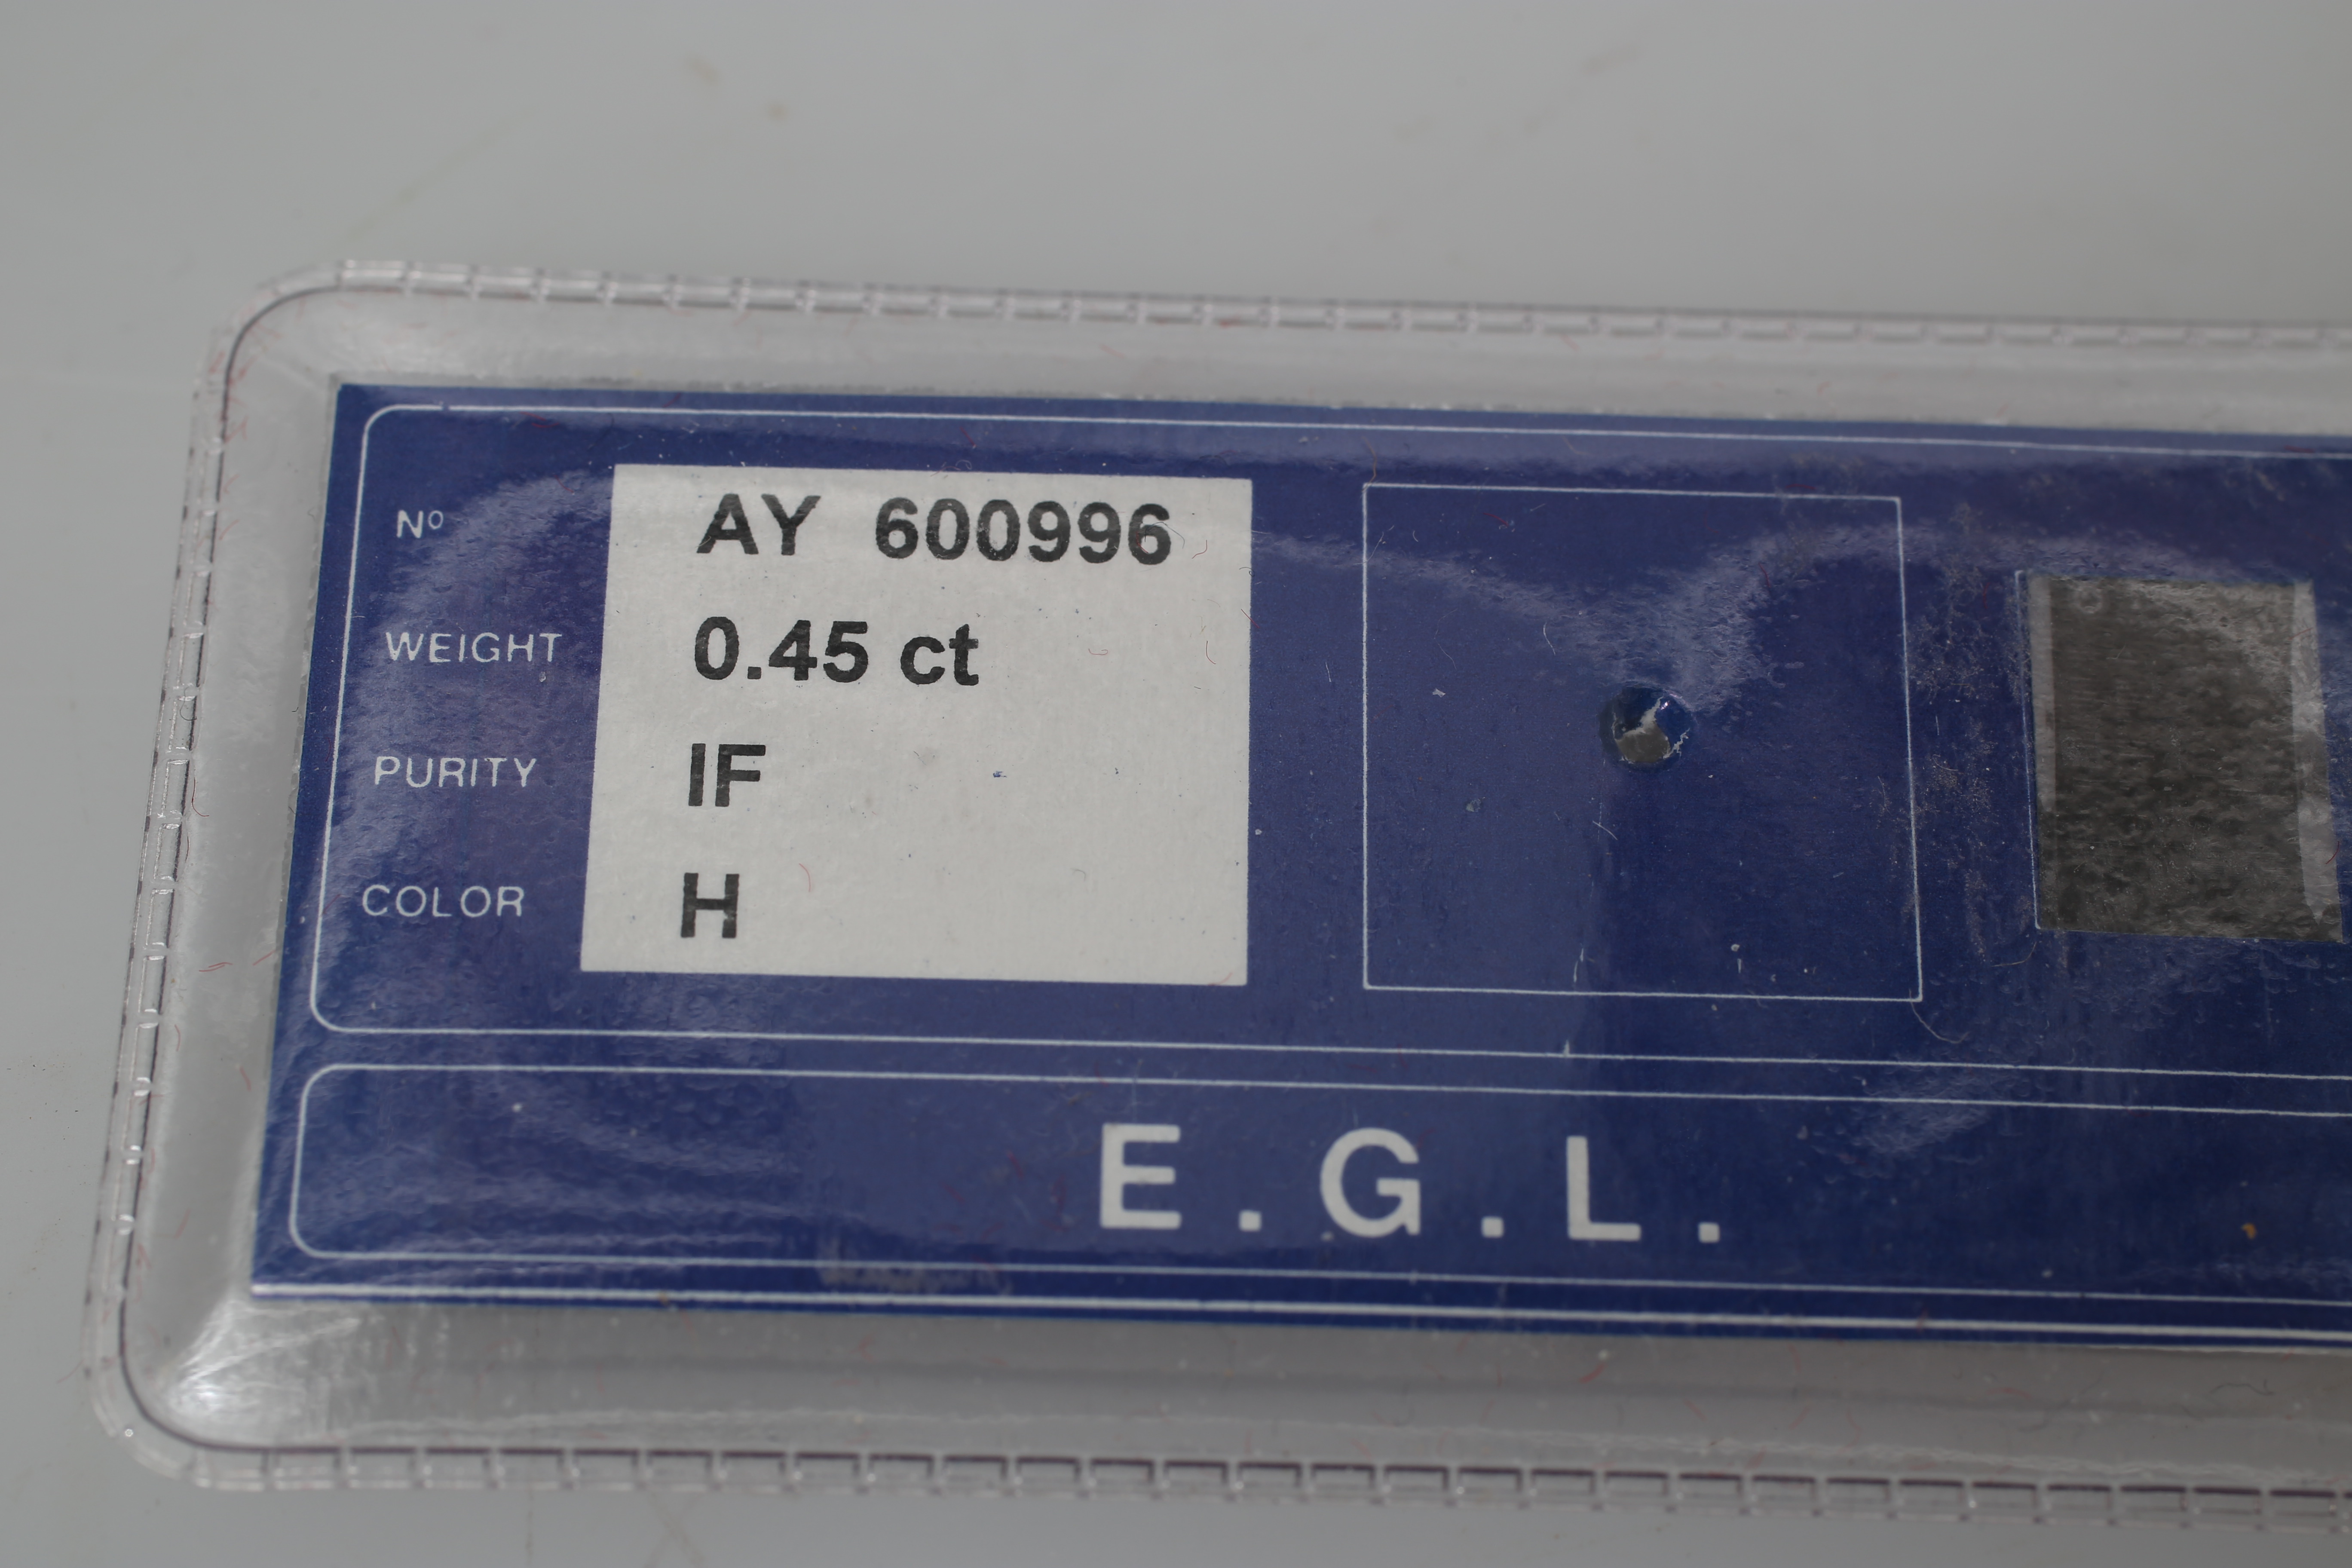 Nº AY 600996
WEIGHT 0.45 ct
PURITY IF
COLOR H
E.G.L.